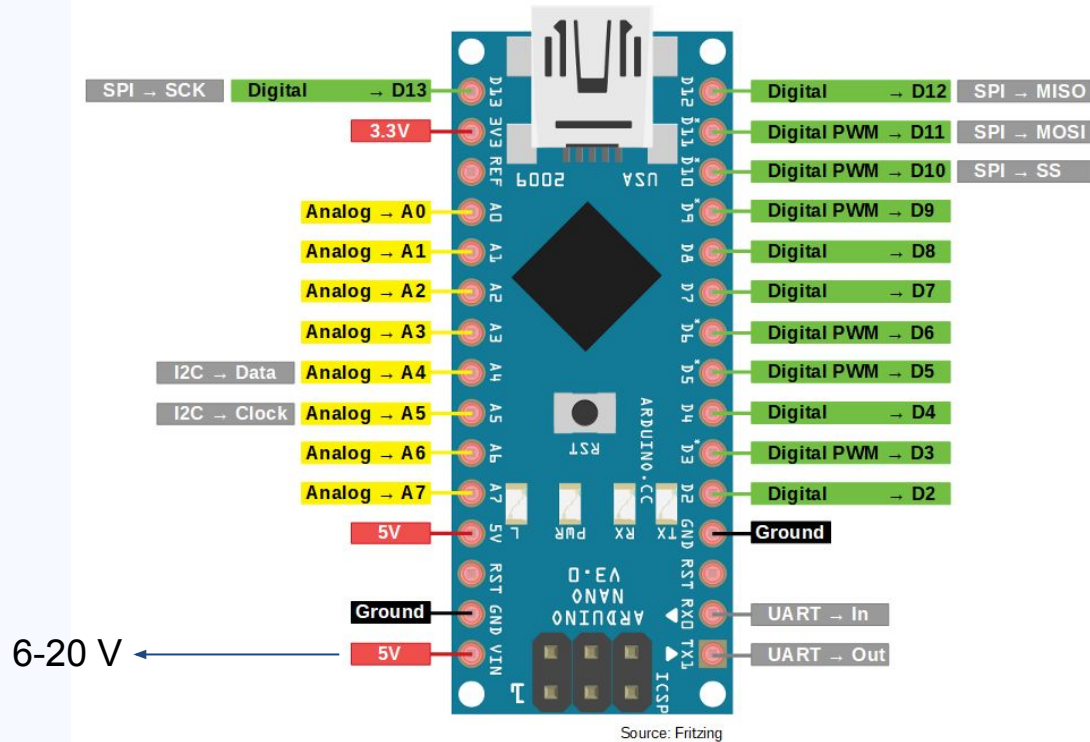 SPI → SCK
Digital → D13
3.3V
Analog → A0
Analog → A1
Analog → A2
Analog → A3
I2C → Data
Analog → A4
I2C → Clock
Analog → A5
Analog → A6
Analog → A7
5V
Ground
6-20 V
5V
D13
3V3
REF
A0
A1
A2
A3
A4
A5
A6
A7
5V
RST
GND
VIN
2009
USA
RST
ARDUINO.CC
L
PWR
RX
TX
ARDUINO
NANO
V3.0
1
ICSP
D12
D11*
D10*
D9*
D8
D7
D6*
D5*
D4
D3*
D2
GND
RST
RX0
TX1
Digital → D12
SPI → MISO
Digital PWM → D11
SPI → MOSI
Digital PWM → D10
SPI → SS
Digital PWM → D9
Digital → D8
Digital → D7
Digital PWM → D6
Digital PWM → D5
Digital → D4
Digital PWM → D3
Digital → D2
Ground
UART → In
UART → Out
Source: Fritzing